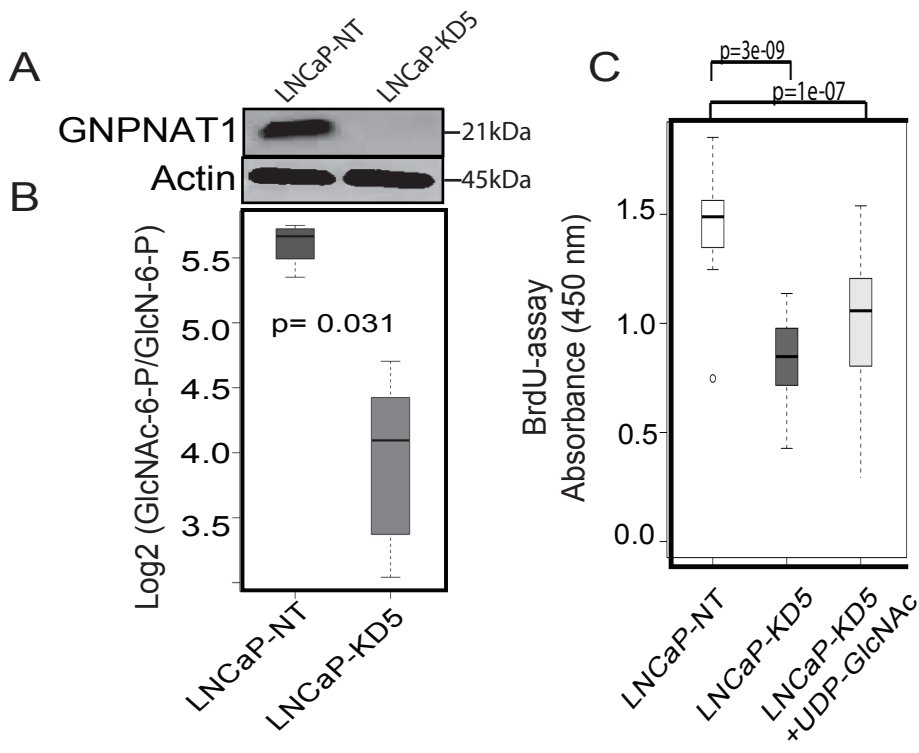 A
LNCaP-NT
LNCaP-KD5
GNPNAT1
21kDa
Actin
45kDa
B
Log2 (GlcNAc-6-P/GlcN-6-P)
5.5
5.0
4.5
4.0
3.5
p= 0.031
LNCaP-NT
LNCaP-KD5
C
p=3e-09
p=1e-07
BrdU-assay
Absorbance (450 nm)
1.5
1.0
0.5
0.0
LNCaP-NT
LNCaP-KD5
LNCaP-KD5
+UDP-GlcNAc